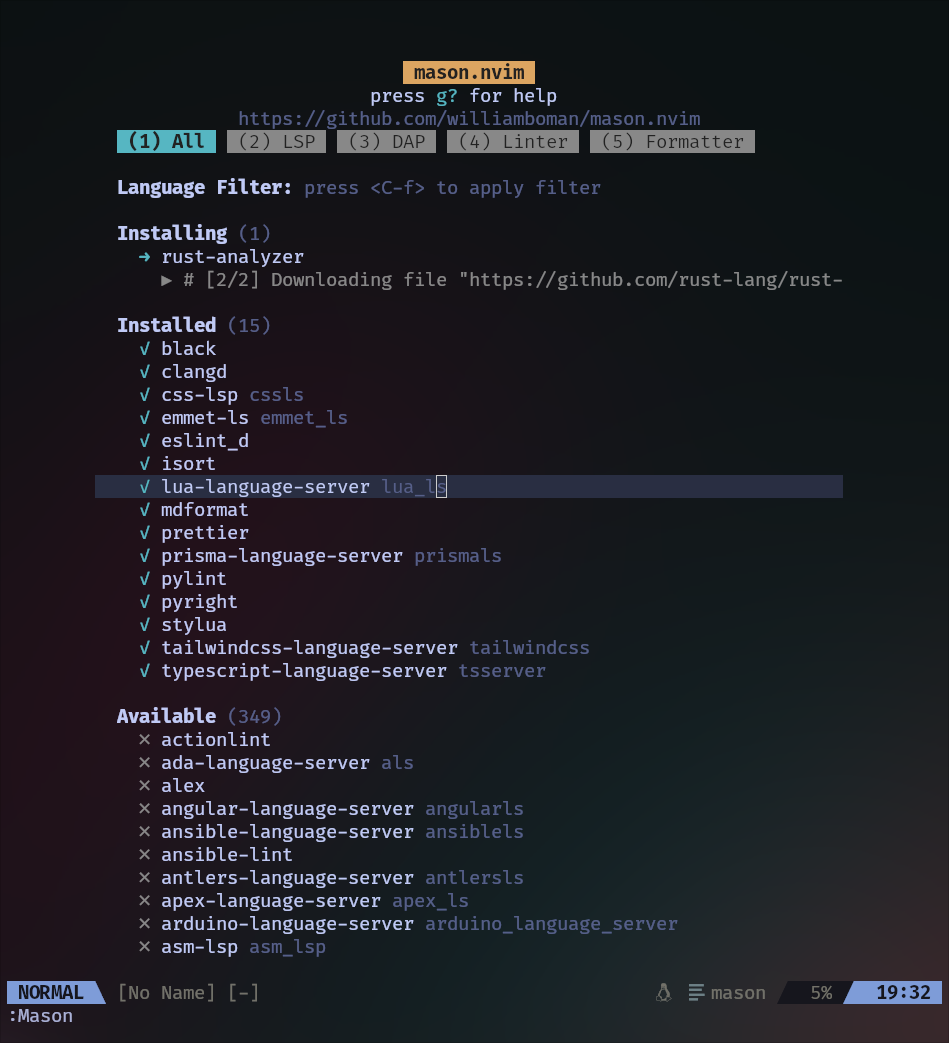 mason.nvim
press g? for help
https://github.com/williamboman/mason.nvim
(1) All (2) LSP (3) DAP (4) Linter (5) Formatter
Language Filter: press <C-f> to apply filter
Installing (1)
➜ rust-analyzer
▶ # [2/2] Downloading file "https://github.com/rust-lang/rust-
Installed (15)
✓ black
✓ clangd
✓ css-lsp cssls
✓ emmet-ls emmet_ls
✓ eslint_d
✓ isort
✓ lua-language-server lua_ls
✓ mdformat
✓ prettier
✓ prisma-language-server prismals
✓ pylint
✓ pyright
✓ stylua
✓ tailwindcss-language-server tailwindcss
✓ typescript-language-server tsserver
Available (349)
✗ actionlint
✗ ada-language-server als
✗ alex
✗ angular-language-server angularls
✗ ansible-language-server ansiblels
✗ ansible-lint
✗ antlers-language-server antlersls
✗ apex-language-server apex_ls
✗ arduino-language-server arduino_language_server
✗ asm-lsp asm_lsp
NORMAL [No Name] [-] mason 5% 19:32
:Mason